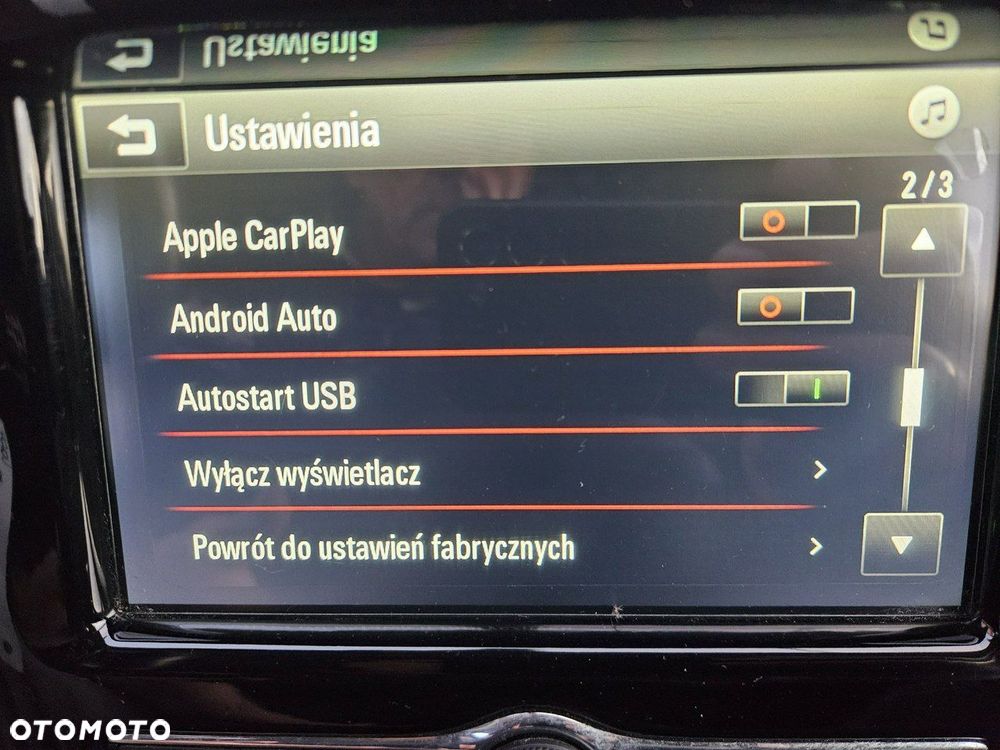 Ustawienia
Ustawienia
2/3
Apple CarPlay
Android Auto
Autostart USB
Wyłącz wyświetlacz
Powrót do ustawień fabrycznych
OTOMOTO